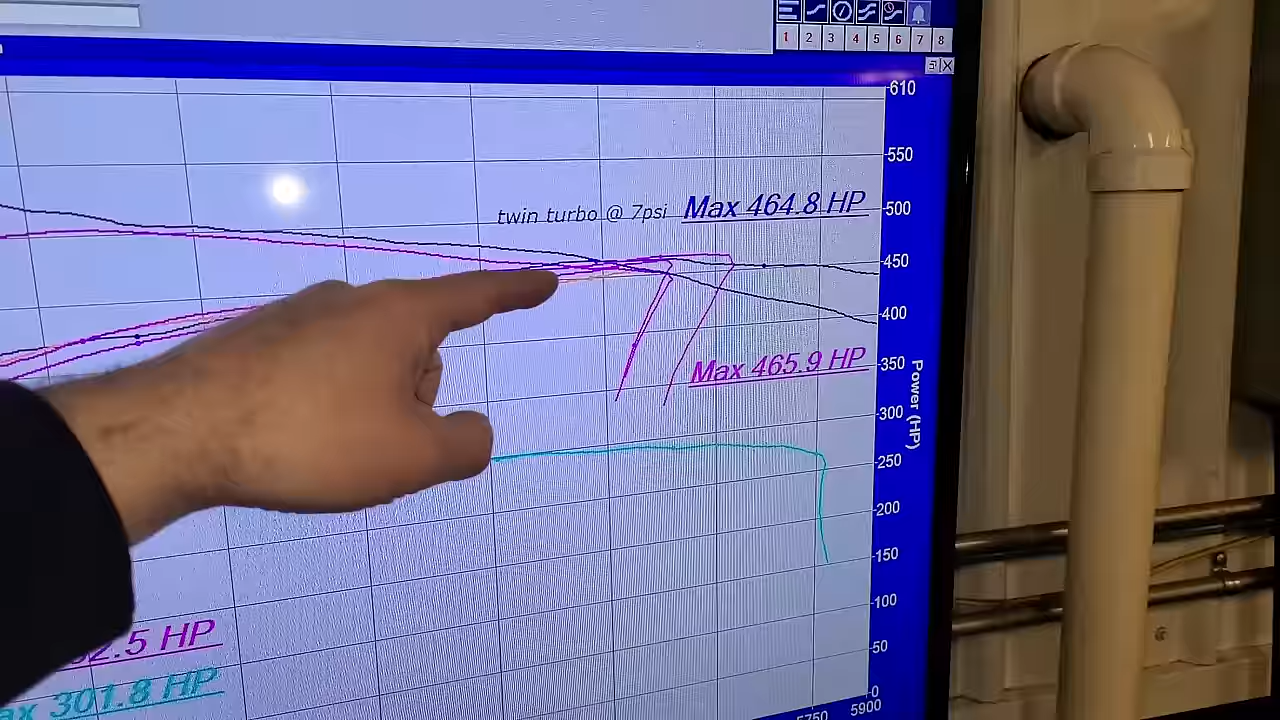 1 2 3 4 5 6 7 8
610
550
twin turbo @ 7psi Max 464.8 HP
500
450
400
Max 465.9 HP
350
Power (HP)
300
250
200
150
100
2.5 HP
50
ax 301.8 HP
0
5750 5900